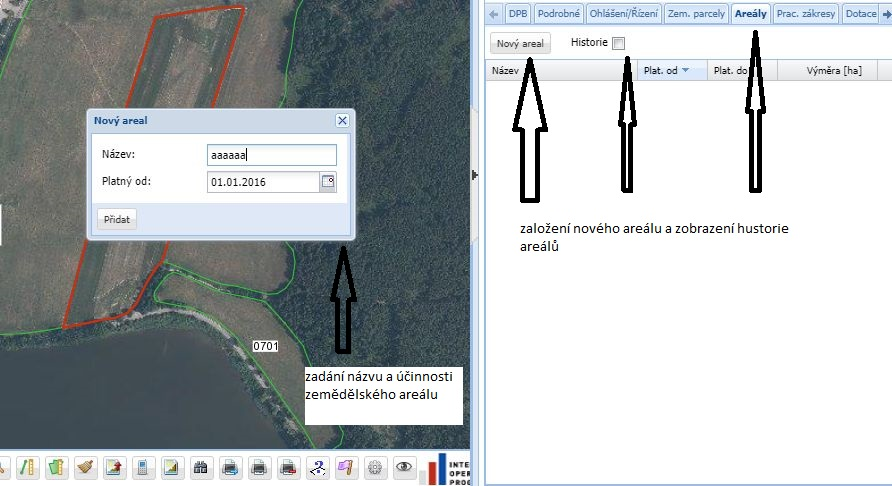 DPB Podrobné Ohlášení/Řízení Zem. parcely Areály Prac. zákresy Dotace
Nový areal Historie
Název Plat. od Plat. do Výměra [ha]
Nový areal
Název: aaaaaa
Platný od: 01.01.2016
Přidat
založení nového areálu a zobrazení hustorie
areálů
0701
zadání názvu a účinnosti
zemědělského areálu
INTE
OPER
PROG